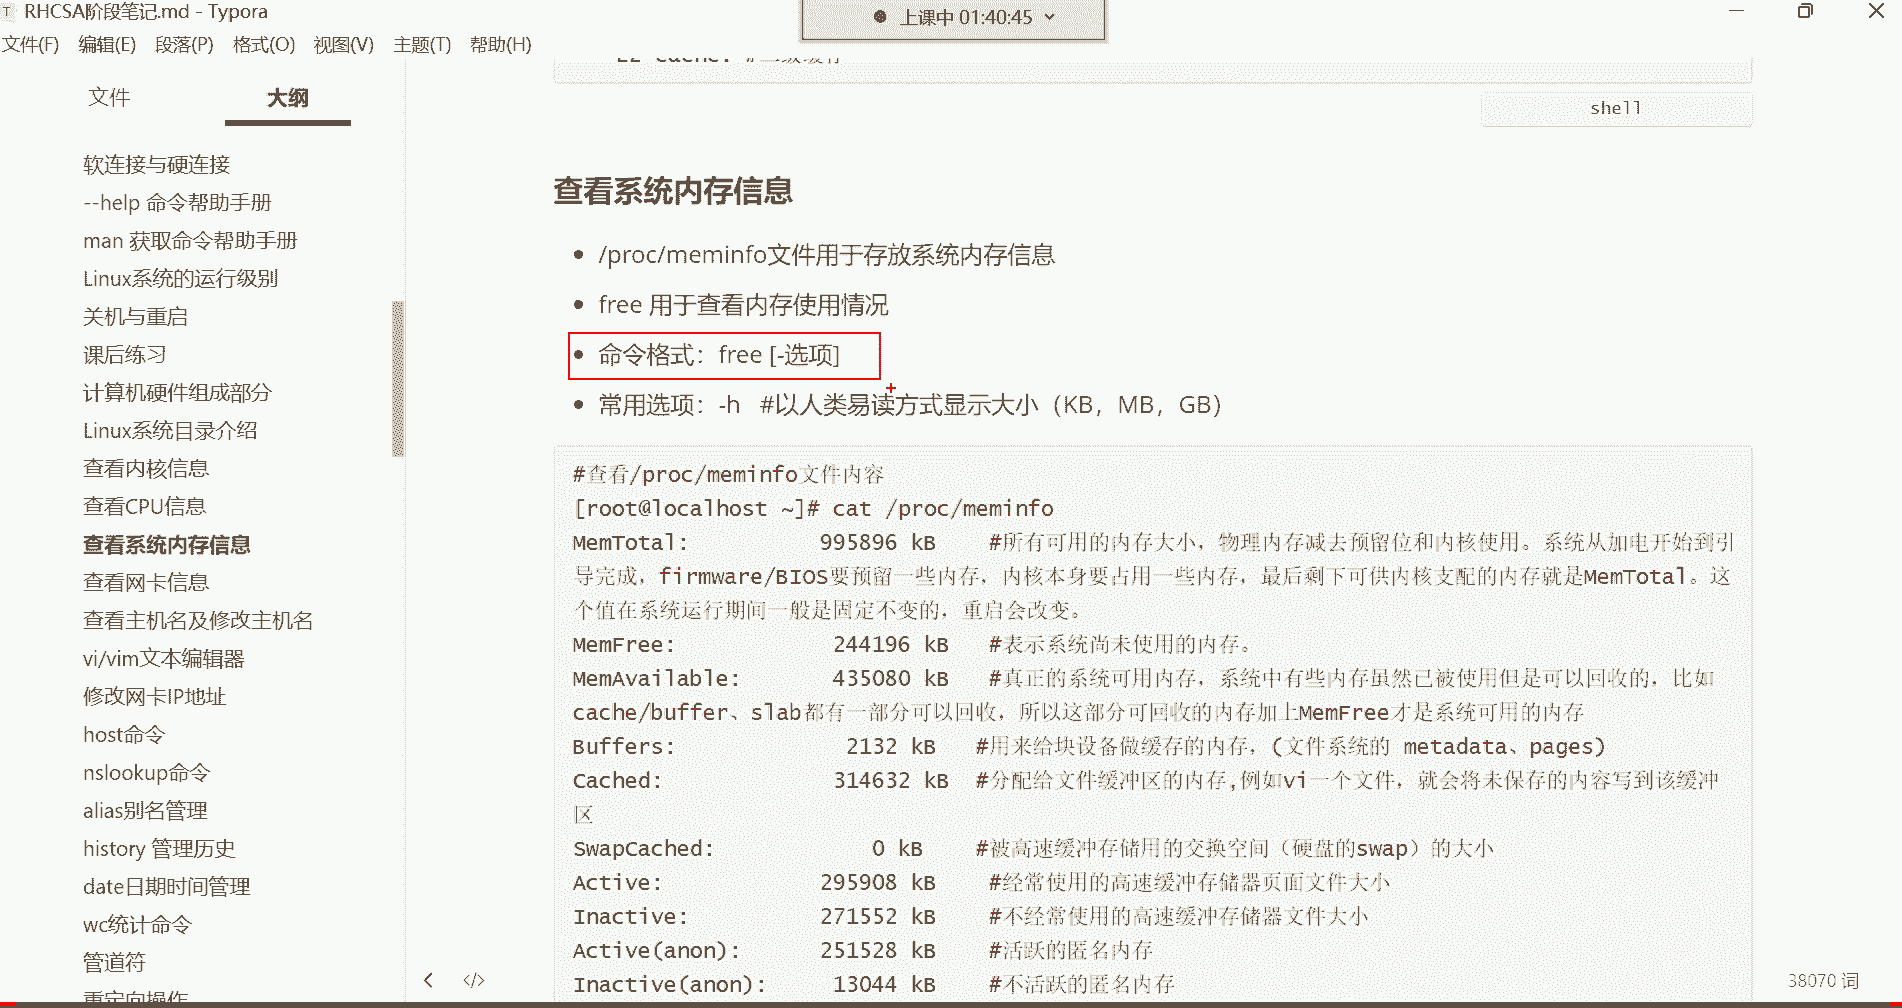 RHCSA阶段笔记.md - Typora
上课中 01:40:45
文件(F) 编辑(E) 段落(P) 格式(O) 视图(V) 主题(T) 帮助(H)
文件
大纲
软连接与硬连接
--help 命令帮助手册
man 获取命令帮助手册
Linux系统的运行级别
关机与重启
课后练习
计算机硬件组成部分
Linux系统目录介绍
查看内核信息
查看CPU信息
查看系统内存信息
查看网卡信息
查看主机名及修改主机名
vi/vim文本编辑器
修改网卡IP地址
host命令
nslookup命令
alias别名管理
history 管理历史
date日期时间管理
wc统计命令
管道符
重定向操作
L2 cache: #二级缓存
shell
查看系统内存信息
/proc/meminfo文件用于存放系统内存信息
free 用于查看内存使用情况
命令格式：free [-选项]
常用选项：-h #以人类易读方式显示大小（KB，MB，GB）
#查看/proc/meminfo文件内容
[root@localhost ~]# cat /proc/meminfo
MemTotal: 995896 kB #所有可用的内存大小，物理内存减去预留位和内核使用。系统从加电开始到引
导完成，firmware/BIOS要预留一些内存，内核本身要占用一些内存，最后剩下可供内核支配的内存就是MemTotal。这
个值在系统运行期间一般是固定不变的，重启会改变。
MemFree: 244196 kB #表示系统尚未使用的内存。
MemAvailable: 435080 kB #真正的系统可用内存，系统中有些内存虽然已被使用但是可以回收的，比如
cache/buffer、slab都有一部分可以回收，所以这部分可回收的内存加上MemFree才是系统可用的内存
Buffers: 2132 kB #用来给块设备做缓存的内存，(文件系统的 metadata、pages)
Cached: 314632 kB #分配给文件缓冲区的内存,例如vi一个文件，就会将未保存的内容写到该缓冲
区
SwapCached: 0 kB #被高速缓冲存储用的交换空间（硬盘的swap）的大小
Active: 295908 kB #经常使用的高速缓冲存储器页面文件大小
Inactive: 271552 kB #不经常使用的高速缓冲存储器文件大小
Active(anon): 251528 kB #活跃的匿名内存
Inactive(anon): 13044 kB #不活跃的匿名内存
38070 词